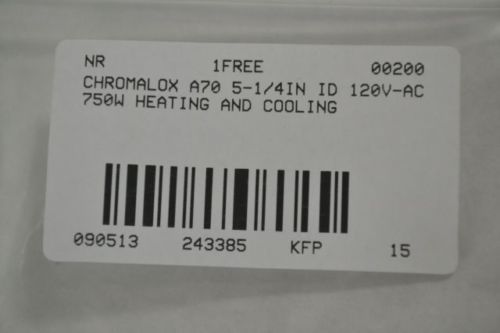 NR 1FREE 00200
CHROMALOX A70 5-1/4IN ID 120V-AC
750W HEATING AND COOLING
090513 243385 KFP 15